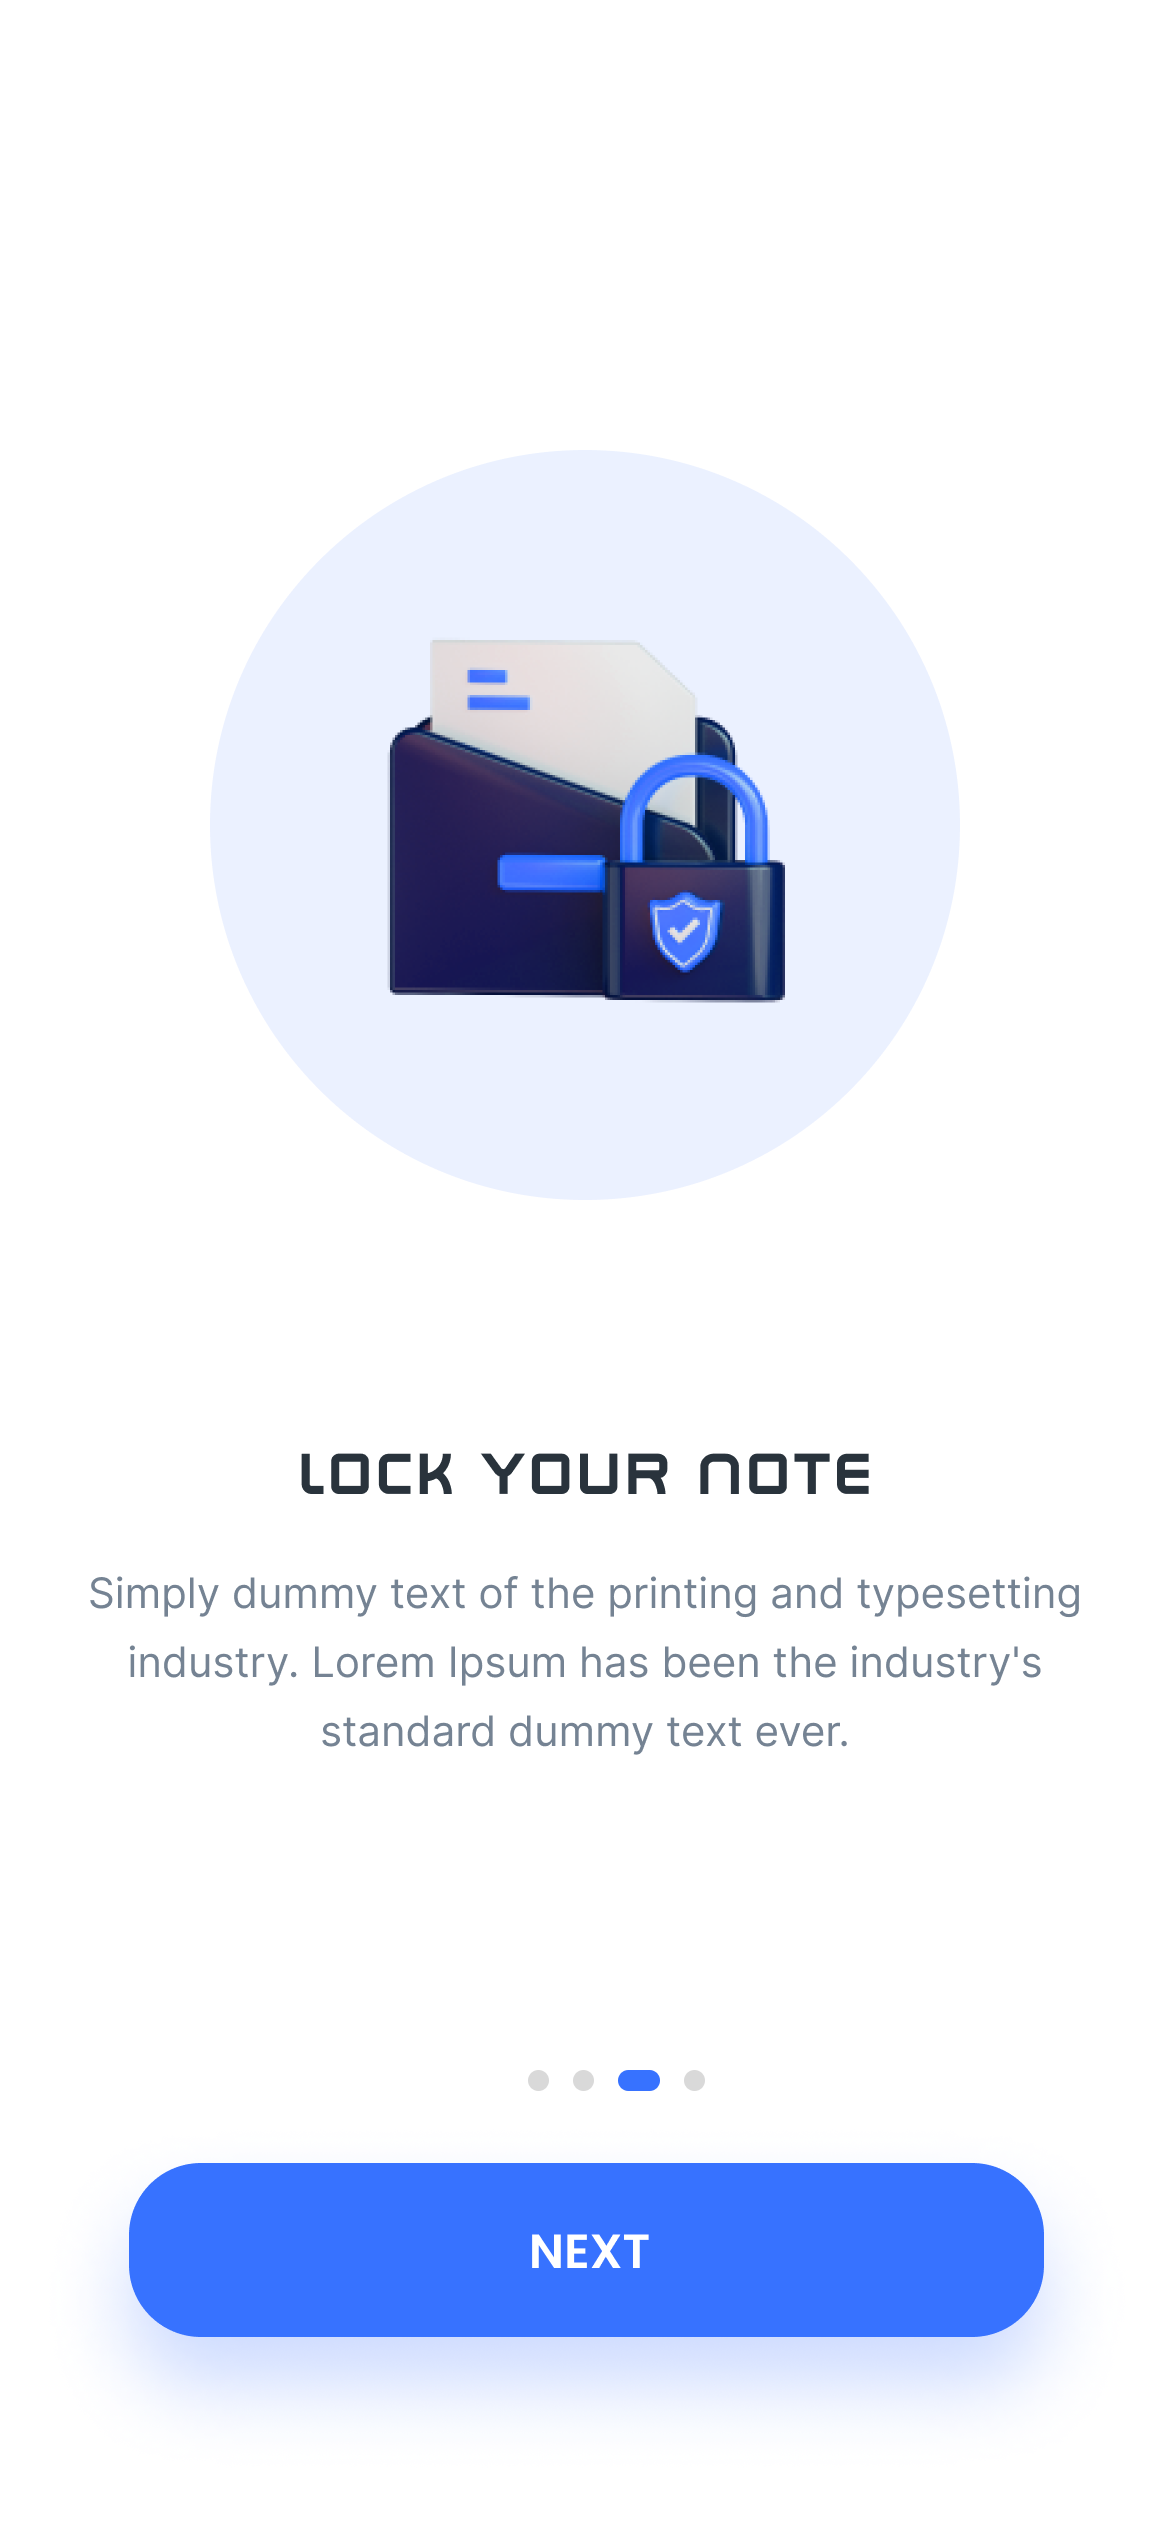 LOCK YOUR NOTE
Simply dummy text of the printing and typesetting
industry. Lorem Ipsum has been the industry's
standard dummy text ever.
NEXT